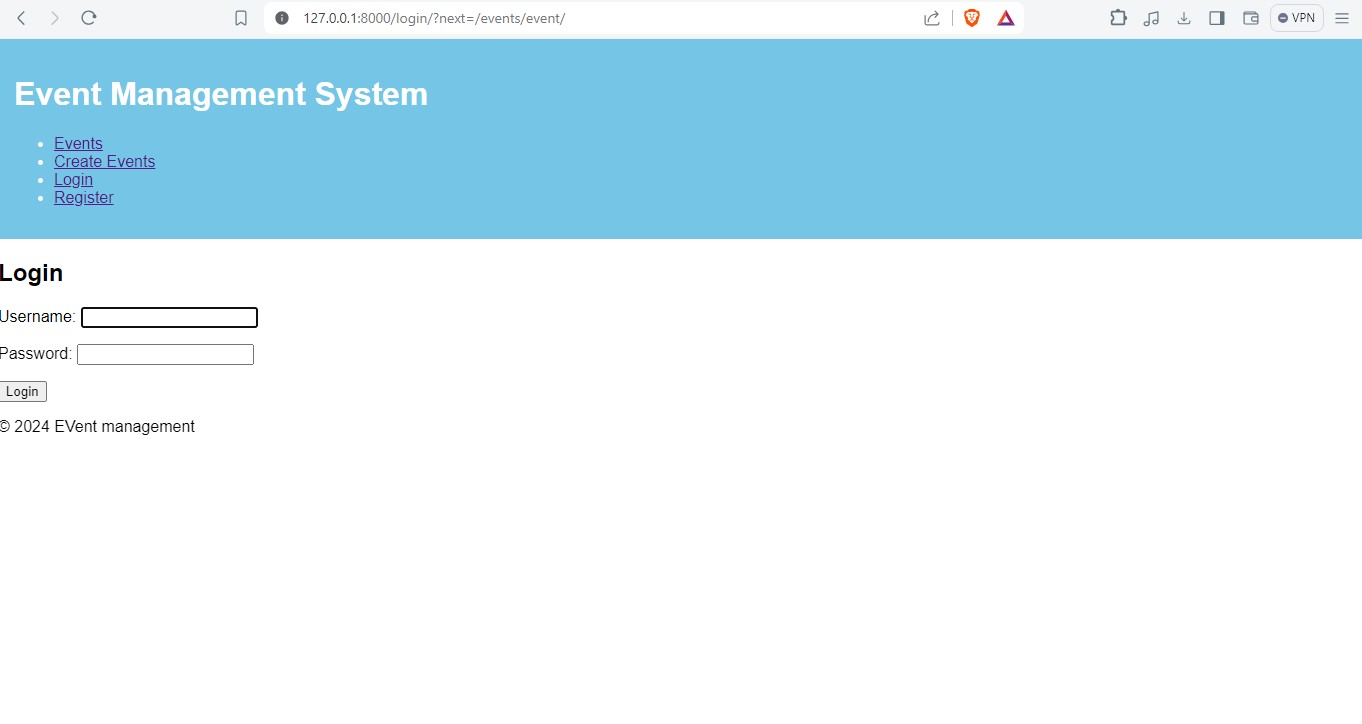 127.0.0.1:8000/login/?next=/events/event/
VPN
Event Management System
Events
Create Events
Login
Register
Login
Username:
Password:
Login
© 2024 EVent management